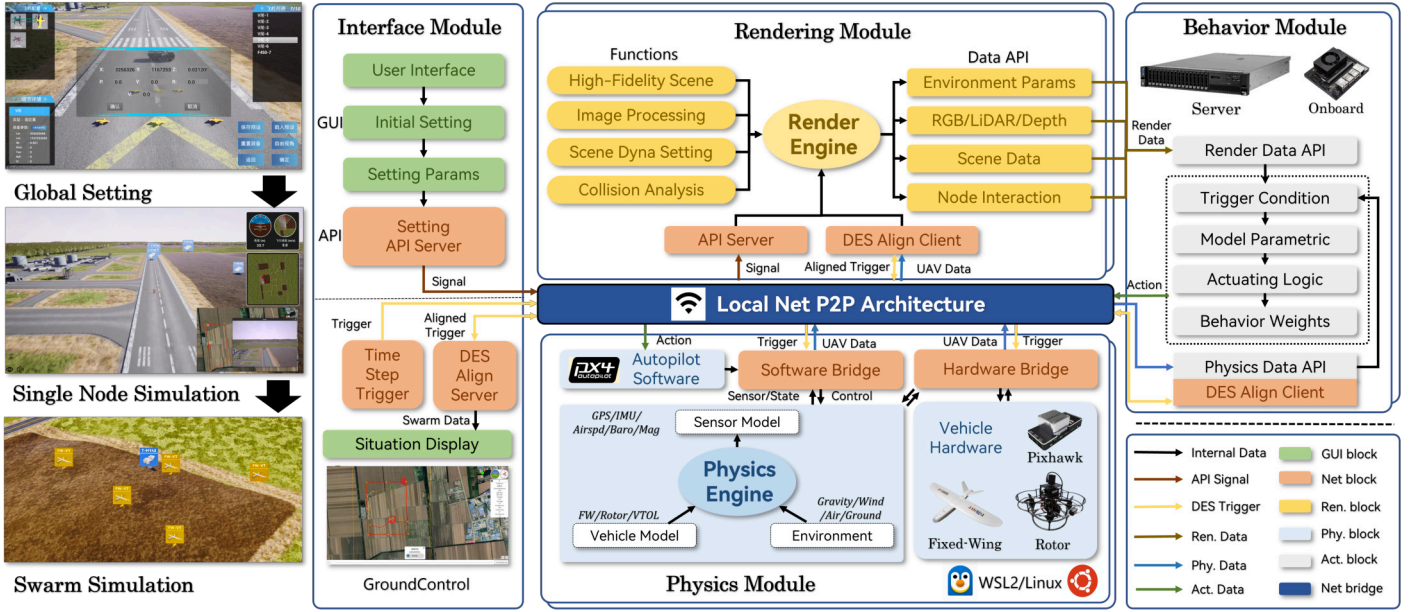 Global Setting
Single Node Simulation
Swarm Simulation
Interface Module
GUI
User Interface
Initial Setting
Setting Params
API
Setting
API Server
Signal
Trigger
Aligned
Trigger
Time
Step
Trigger
DES
Align
Server
Swarm Data
Situation Display
GroundControl
Rendering Module
Functions
High-Fidelity Scene
Image Processing
Scene Dyna Setting
Collision Analysis
Render
Engine
Data API
Environment Params
RGB/LiDAR/Depth
Scene Data
Node Interaction
API Server
DES Align Client
Signal
Aligned Trigger
UAV Data
Local Net P2P Architecture
Action
Trigger
UAV Data
UAV Data
Trigger
PX4
autopilot
Autopilot
Software
Software Bridge
Hardware Bridge
Sensor/State
Control
GPS/IMU/
Airspd/Baro/Mag
Sensor Model
Physics
Engine
FW/Rotor/VTOL
Vehicle Model
Gravity/Wind
/Air/Ground
Environment
Vehicle
Hardware
Pixhawk
Fixed-Wing
Rotor
Physics Module
WSL2/Linux
Behavior Module
Server
Onboard
Render
Data
Render Data API
Trigger Condition
Model Parametric
Actuating Logic
Behavior Weights
Action
Physics Data API
DES Align Client
Internal Data
GUI block
API Signal
Net block
DES Trigger
Ren. block
Ren. Data
Phy. block
Phy. Data
Act. block
Act. Data
Net bridge